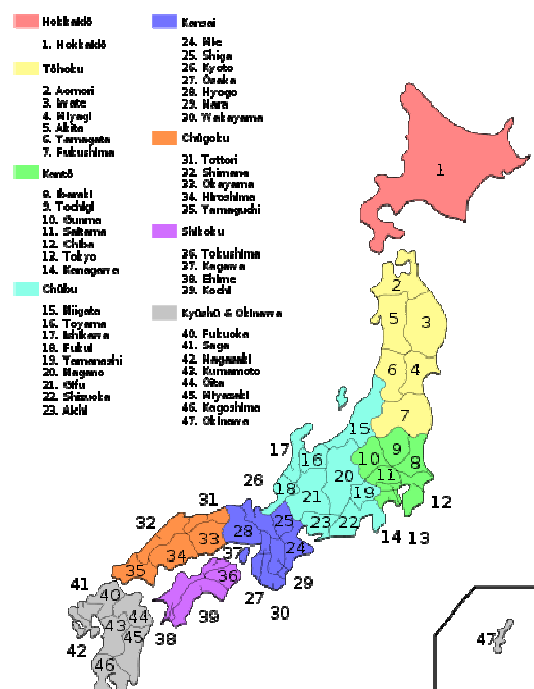 Hokkaidō
1. Hokkaidō
Tōhoku
2. Aomori
3. Iwate
4. Miyagi
5. Akita
6. Yamagata
7. Fukushima
Kantō
8. Ibaraki
9. Tochigi
10. Gunma
11. Saitama
12. Chiba
13. Tokyo
14. Kanagawa
Chūbu
15. Niigata
16. Toyama
17. Ishikawa
18. Fukui
19. Yamanashi
20. Nagano
21. Gifu
22. Shizuoka
23. Aichi
Kansai
24. Mie
25. Shiga
26. Kyoto
27. Osaka
28. Hyogo
29. Nara
30. Wakayama
Chūgoku
31. Tottori
32. Shimane
33. Okayama
34. Hiroshima
35. Yamaguchi
Shikoku
36. Tokushima
37. Kagawa
38. Ehime
39. Kochi
Kyūshū & Okinawa
40. Fukuoka
41. Saga
42. Nagasaki
43. Kumamoto
44. Ōita
45. Miyazaki
46. Kagoshima
47. Okinawa
1
2
5
3
6
4
7
15
17
16
10
9
8
11
26
18
20
21
19
12
31
32
25
23
22
14
13
28
33
24
34
37
35
36
29
41
40
27
30
44
39
43
38
45
42
46
47